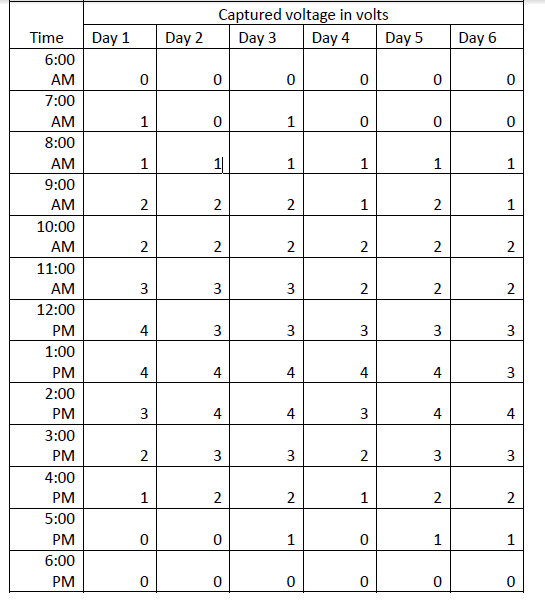 Captured voltage in volts
Time Day 1 Day 2 Day 3 Day 4 Day 5 Day 6
6:00
AM 0 0 0 0 0 0
7:00
AM 1 0 1 0 0 0
8:00
AM 1 1 1 1 1 1
9:00
AM 2 2 2 1 2 1
10:00
AM 2 2 2 2 2 2
11:00
AM 3 3 3 2 2 2
12:00
PM 4 3 3 3 3 3
1:00
PM 4 4 4 4 4 3
2:00
PM 3 4 4 3 4 4
3:00
PM 2 3 3 2 3 3
4:00
PM 1 2 2 1 2 2
5:00
PM 0 0 1 0 1 1
6:00
PM 0 0 0 0 0 0